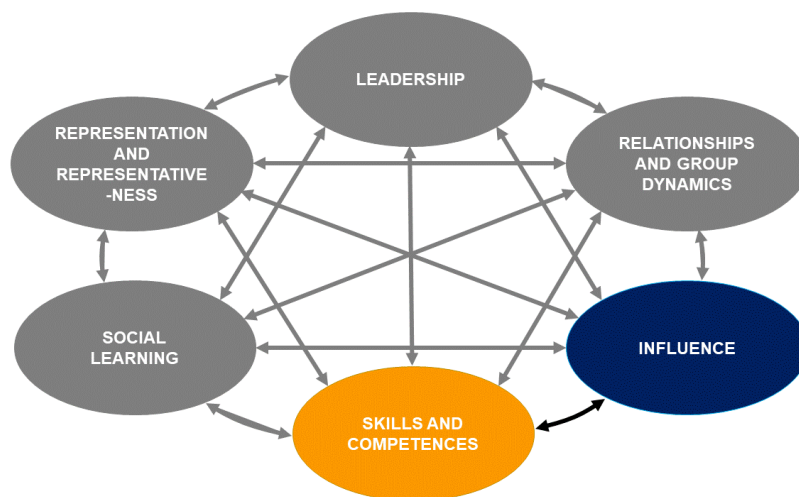 LEADERSHIP
REPRESENTATION
AND
REPRESENTATIVE
-NESS
RELATIONSHIPS
AND GROUP
DYNAMICS
SOCIAL
LEARNING
INFLUENCE
SKILLS AND
COMPETENCES